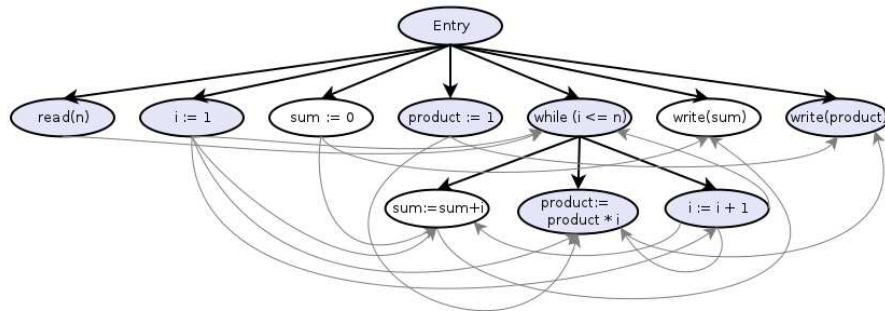 Entry
read(n)
i := 1
sum := 0
product := 1
while (i <= n)
write(sum)
write(product)
sum:=sum+i
product:=
product * i
i := i + 1